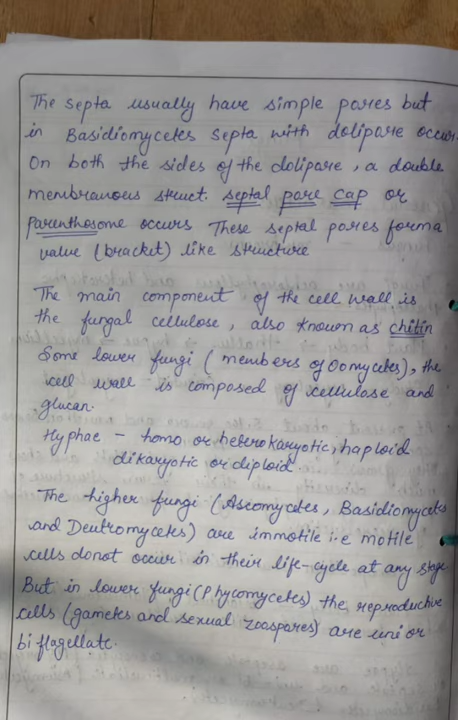 The septa usually have simple pores but
in Basidiomycetes septa with dolipore occur.
On both the sides of the dolipore, a double
membranous struct. septal pore cap or
parenthosome occurs These septal pores form a
valve (bracket) like structure
The main component of the cell wall is
the fungal cellulose, also known as chitin
Some lower fungi (members of Oomycetes), the
cell wall is composed of cellulose and
glucan.
Hyphae - homo or heterokaryotic, haploid
dikaryotic or diploid
The higher fungi (Ascomycetes, Basidiomycetes
and Deutromycetes) are immotile i.e motile
cells donot occur in their life-cycle at any stage
But in lower fungi (Phycomycetes) the reproductive
cells (gametes and sexual zoospores) are uni or
bi flagellate.